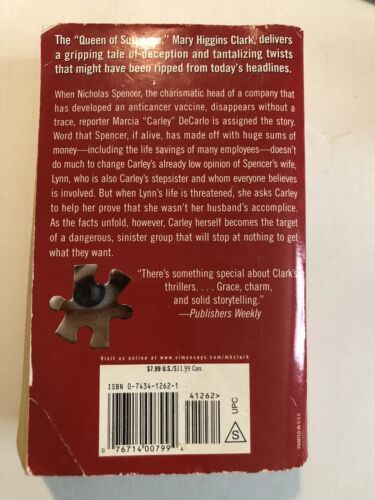 The "Queen of Suspense," Mary Higgins Clark, delivers
a gripping tale of deception and tantalizing twists
that might have been ripped from today's headlines.
When Nicholas Spencer, the charismatic head of a company that
has developed an anticancer vaccine, disappears without a
trace, reporter Marcia "Carley" DeCarlo is assigned the story.
Word that Spencer, if alive, has made off with huge sums of
money—including the life savings of many employees—doesn't
do much to change Carley's already low opinion of Spencer's wife,
Lynn, who is also Carley's stepsister and whom everyone believes
is involved. But when Lynn's life is threatened, she asks Carley
to help her prove that she wasn't her husband's accomplice.
As the facts unfold, however, Carley herself becomes the target
of a dangerous, sinister group that will stop at nothing to get
what they want.
"There's something special about Clark's
thrillers. . . . Grace, charm,
and solid storytelling."
—Publishers Weekly
Visit us online at www.simonsays.com/mhclark
$7.99 U.S./$11.99 Can.
ISBN 0-7434-1262-1
41262>
0 76714 00799 4
S UPC
PRINTED IN U.S.A.